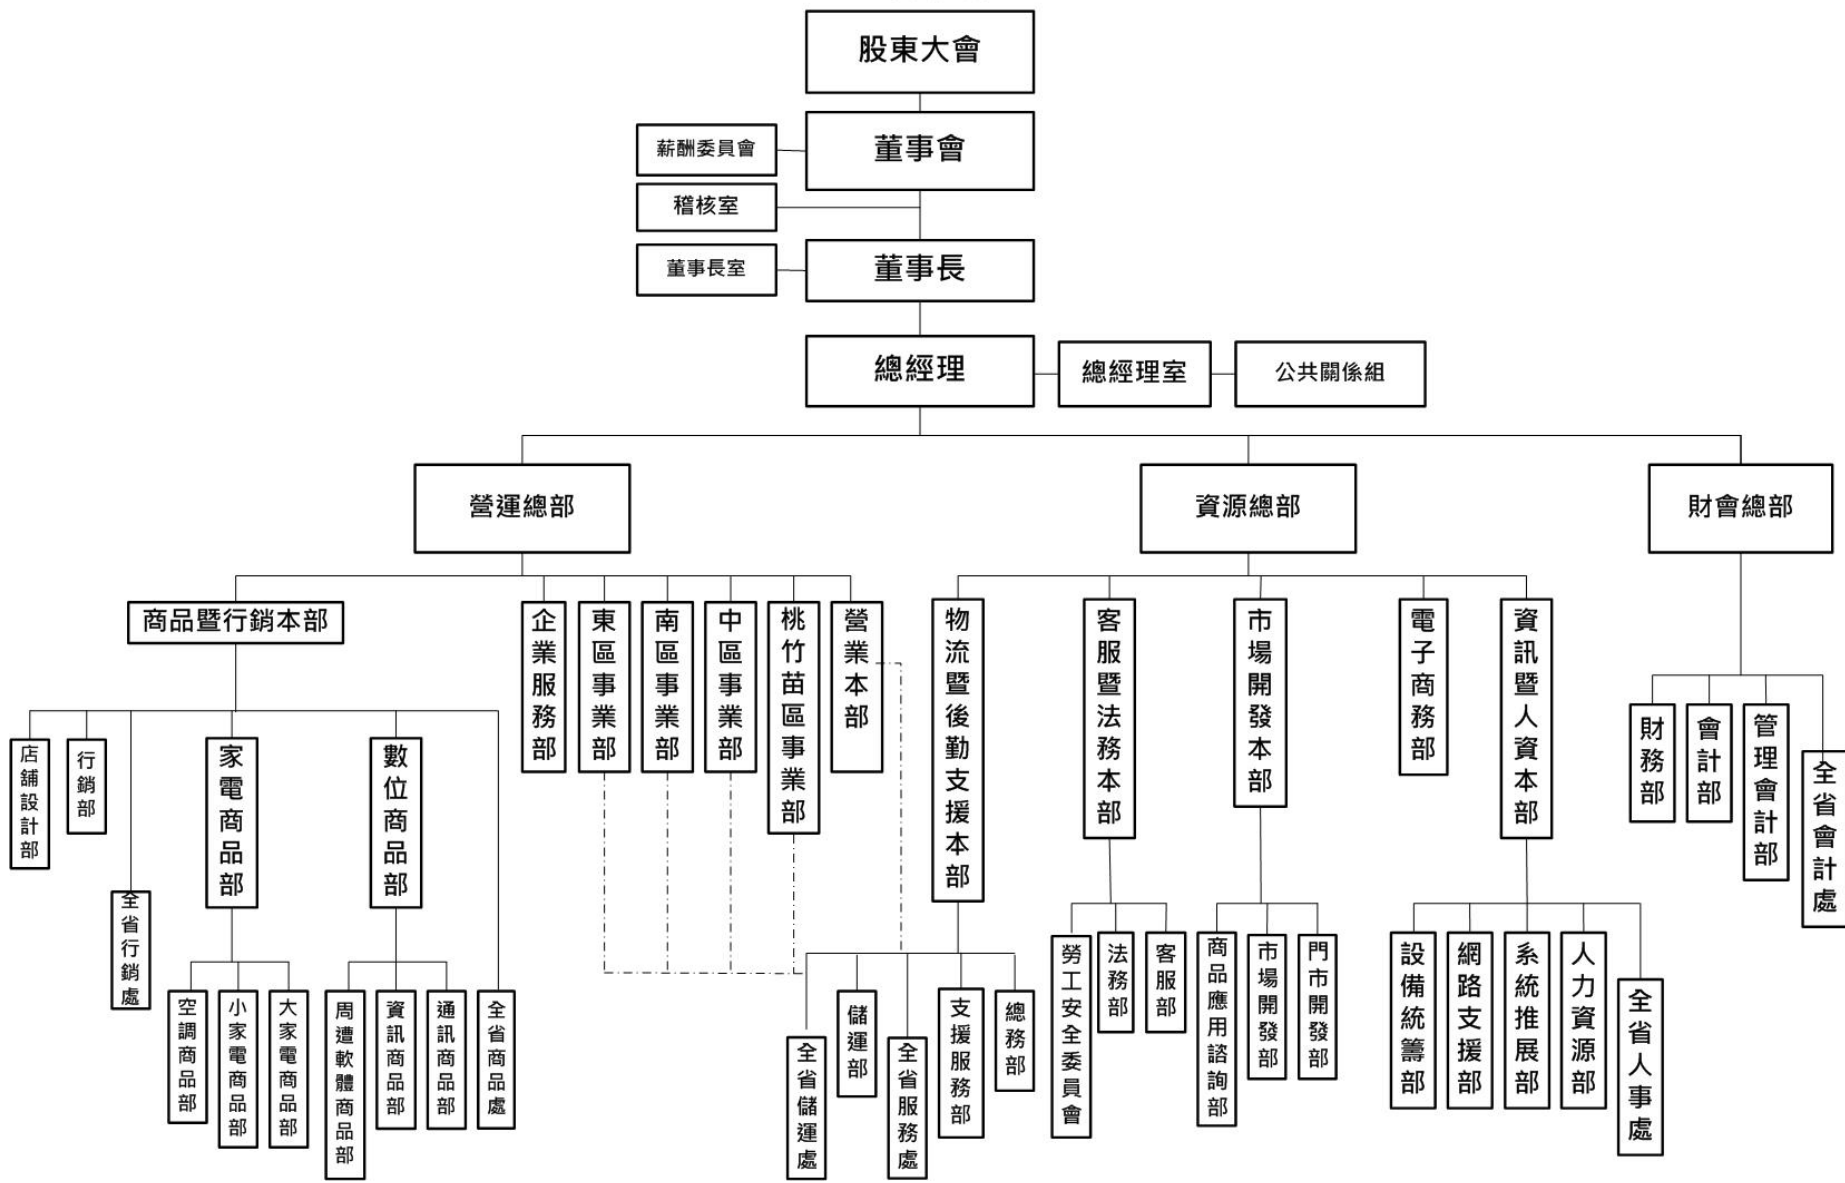 股東大會
薪酬委員會
董事會
稽核室
董事長室
董事長
總經理
總經理室
公共關係組
營運總部
資源總部
財會總部
商品暨行銷本部
企業服務部
東區事業部
南區事業部
中區事業部
桃竹苗區事業部
營業本部
物流暨後勤支援本部
客服暨法務本部
市場開發本部
電子商務部
資訊暨人資本部
財務部
會計部
管理會計部
全省會計處
店舖設計部
行銷部
全省行銷處
家電商品部
數位商品部
空調商品部
小家電商品部
大家電商品部
周遭軟體商品部
資訊商品部
通訊商品部
全省商品處
全省儲運處
儲運部
全省服務處
支援服務部
總務部
勞工安全委員會
法務部
客服部
商品應用諮詢部
市場開發部
門市開發部
設備統籌部
網路支援部
系統推展部
人力資源部
全省人事處